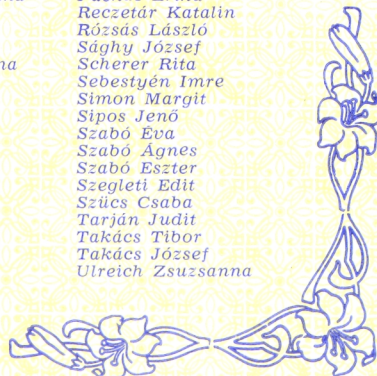 Reczetár Katalin
Rózsás László
Sághy József
Scherer Rita
Sebestyén Imre
Simon Margit
Sipos Jenő
Szabó Éva
Szabó Ágnes
Szabó Eszter
Szegleti Edit
Szücs Csaba
Tarján Judit
Takács Tibor
Takács József
Ulreich Zsuzsanna